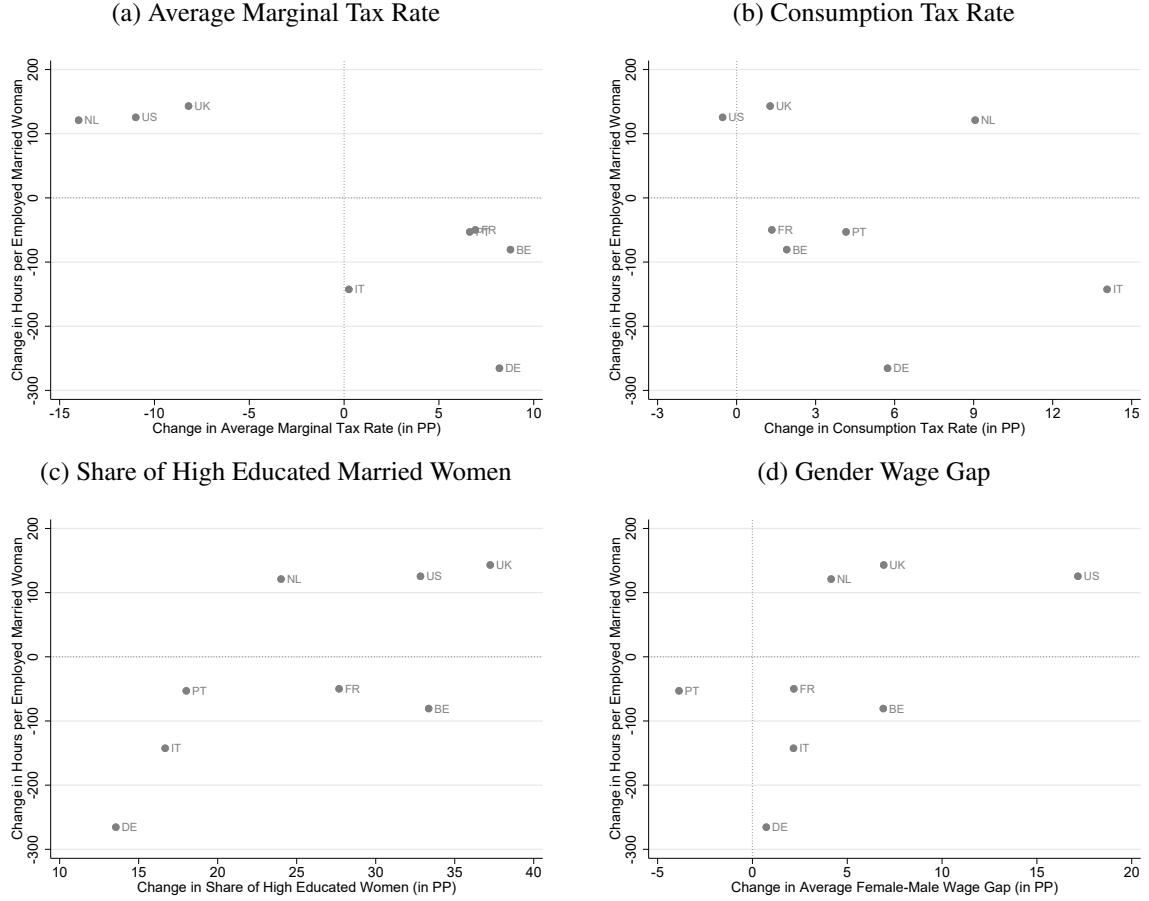 (a) Average Marginal Tax Rate
Change in Hours per Employed Married Woman
200
100
0
-100
-200
-300
NL
US
UK
PT
FR
BE
IT
DE
-15
-10
-5
0
5
10
Change in Average Marginal Tax Rate (in PP)
(b) Consumption Tax Rate
Change in Hours per Employed Married Woman
200
100
0
-100
-200
-300
US
UK
NL
FR
BE
PT
IT
DE
-3
0
3
6
9
12
15
Change in Consumption Tax Rate (in PP)
(c) Share of High Educated Married Women
Change in Hours per Employed Married Woman
200
100
0
-100
-200
-300
UK
US
NL
FR
PT
BE
IT
DE
10
15
20
25
30
35
40
Change in Share of High Educated Women (in PP)
(d) Gender Wage Gap
Change in Hours per Employed Married Woman
200
100
0
-100
-200
-300
UK
US
NL
PT
FR
BE
IT
DE
-5
0
5
10
15
20
Change in Average Female-Male Wage Gap (in PP)